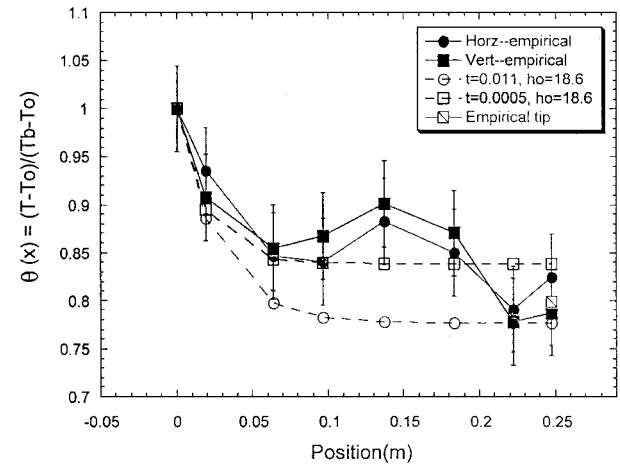 1.1
1.05
1
0.95
0.9
0.85
0.8
0.75
0.7
θ (x) = (T-To)/(Tb-To)
Horz--empirical
Vert--empirical
t=0.011, ho=18.6
t=0.0005, ho=18.6
Empirical tip
-0.05 0 0.05 0.1 0.15 0.2 0.25
Position(m)